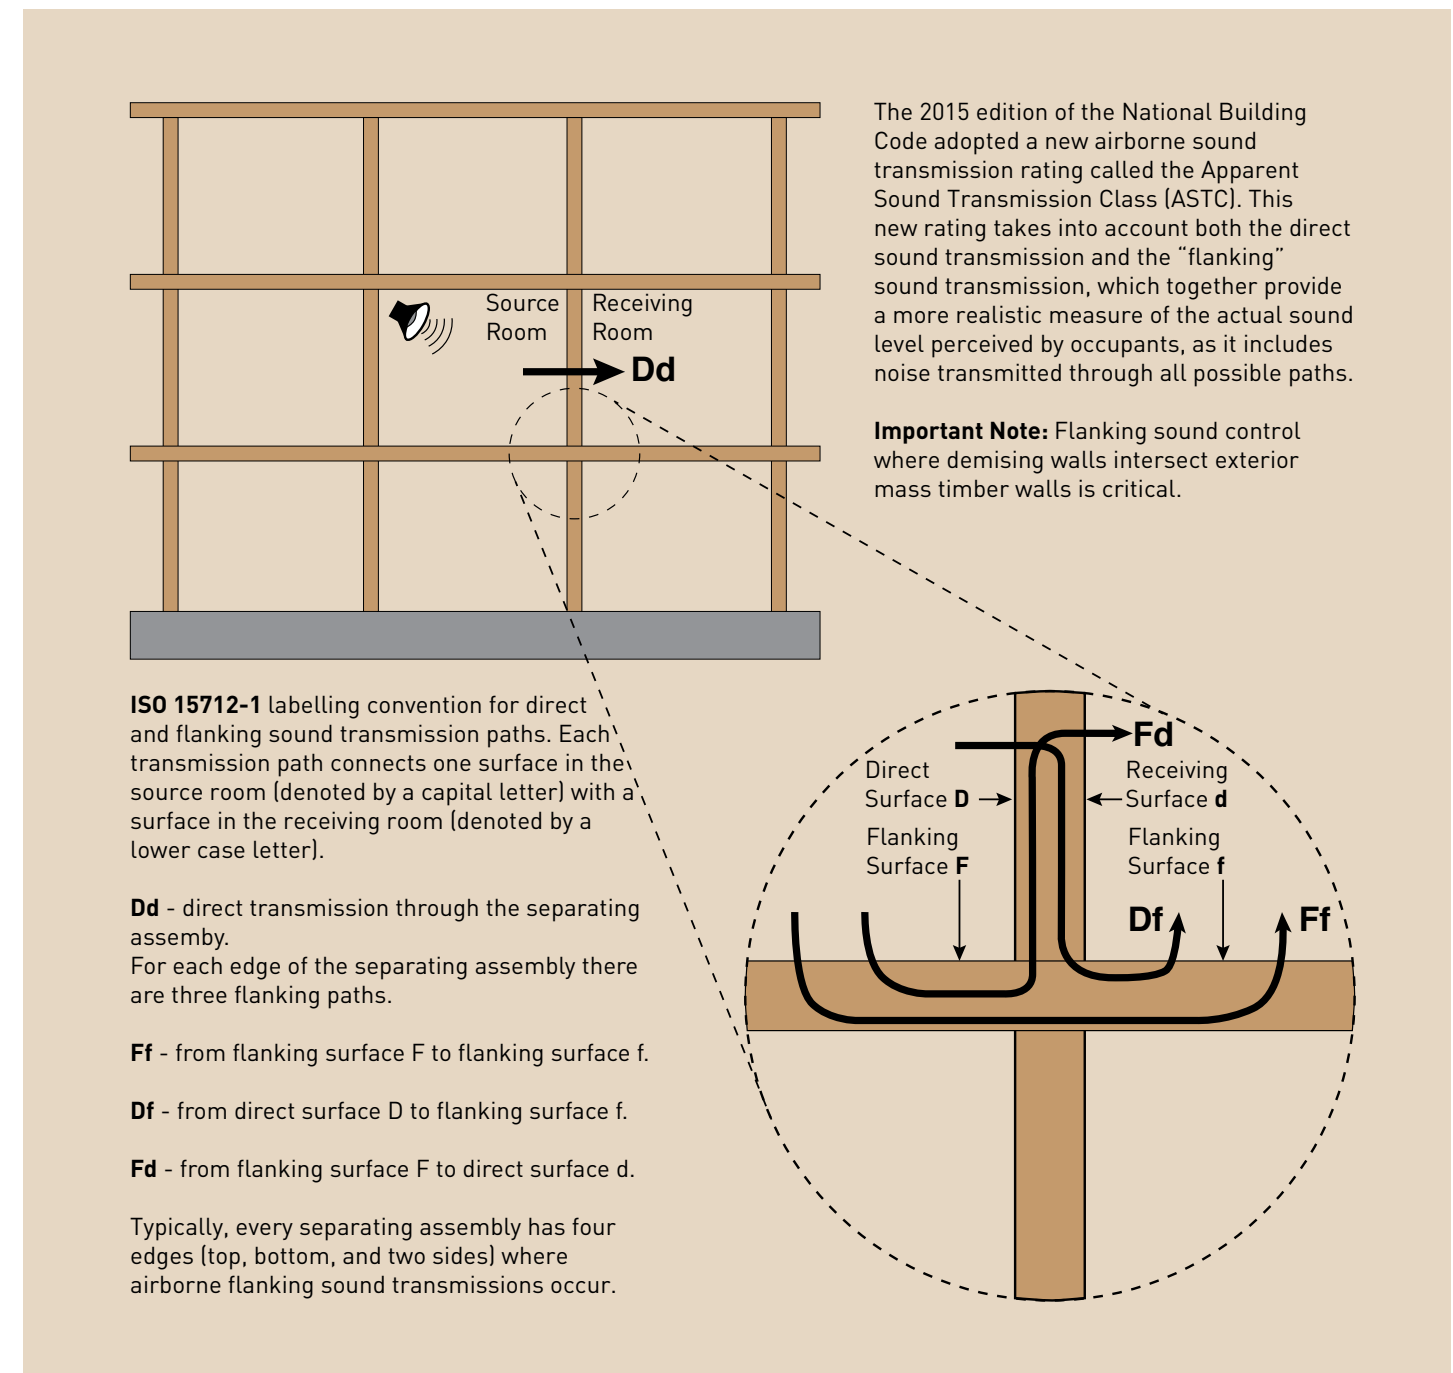 The 2015 edition of the National Building
Code adopted a new airborne sound
transmission rating called the Apparent
Sound Transmission Class (ASTC). This
new rating takes into account both the direct
sound transmission and the “flanking”
sound transmission, which together provide
a more realistic measure of the actual sound
level perceived by occupants, as it includes
noise transmitted through all possible paths.
Important Note: Flanking sound control
where demising walls intersect exterior
mass timber walls is critical.
Source
Room
Receiving
Room
Dd
ISO 15712-1 labelling convention for direct
and flanking sound transmission paths. Each
transmission path connects one surface in the
source room (denoted by a capital letter) with a
surface in the receiving room (denoted by a
lower case letter).
Dd - direct transmission through the separating
assemby.
For each edge of the separating assembly there
are three flanking paths.
Ff - from flanking surface F to flanking surface f.
Df - from direct surface D to flanking surface f.
Fd - from flanking surface F to direct surface d.
Typically, every separating assembly has four
edges (top, bottom, and two sides) where
airborne flanking sound transmissions occur.
Fd
Direct
Surface D
Receiving
Surface d
Flanking
Surface F
Flanking
Surface f
Df
Ff